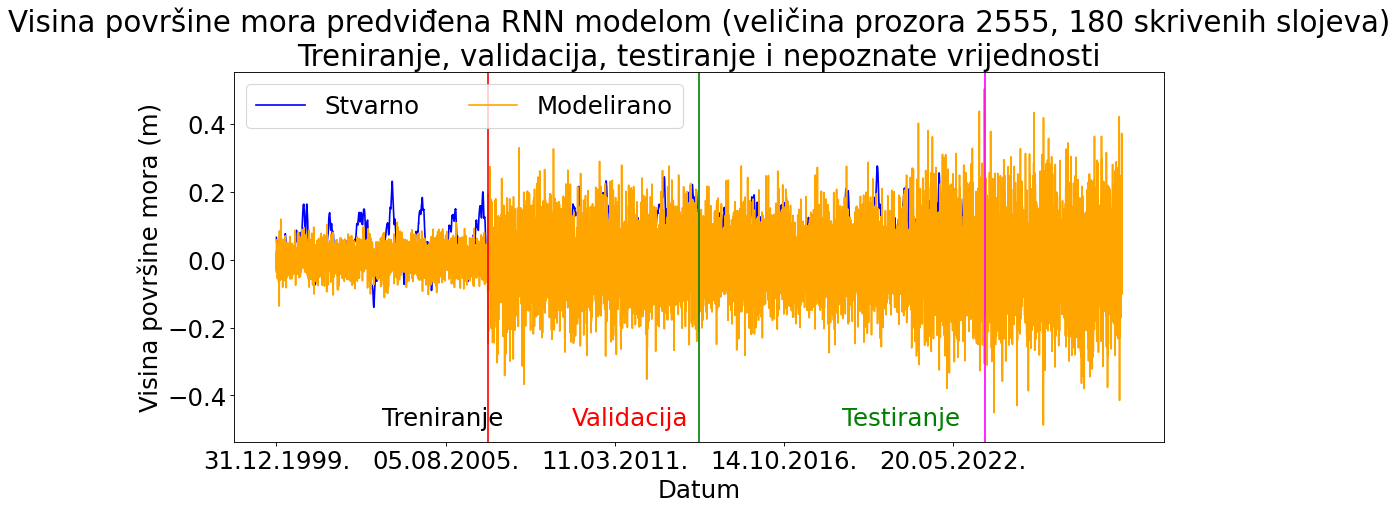 Visina površine mora predviđena RNN modelom (veličina prozora 2555, 180 skrivenih slojeva)
Treniranje, validacija, testiranje i nepoznate vrijednosti
Stvarno
Modelirano
Visina površine mora (m)
0.4
0.2
0.0
−0.2
−0.4
Treniranje
Validacija
Testiranje
31.12.1999.
05.08.2005.
11.03.2011.
14.10.2016.
20.05.2022.
Datum